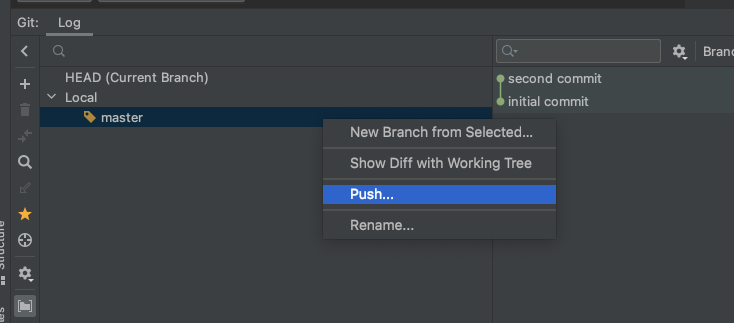 Git: Log
HEAD (Current Branch)
Local
master
Bran
second commit
initial commit
New Branch from Selected...
Show Diff with Working Tree
Push...
Rename...
Structure